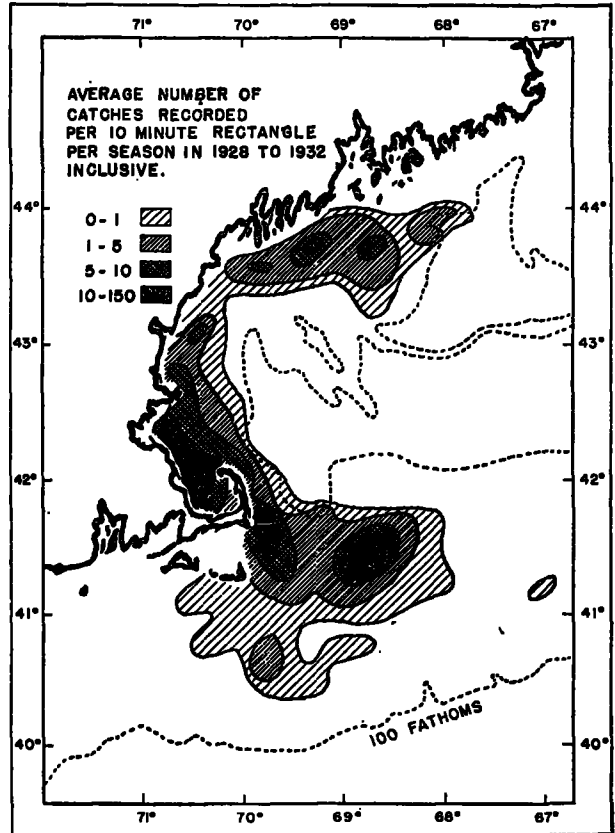 71° 70° 69° 68° 67°
AVERAGE NUMBER OF
CATCHES RECORDED
PER 10 MINUTE RECTANGLE
PER SEASON IN 1928 TO 1932
INCLUSIVE.
0-1
1-5
5-10
10-150
44° 44°
43° 43°
42° 42°
41° 41°
100 FATHOMS
40° 40°
71° 70° 69° 68° 67°